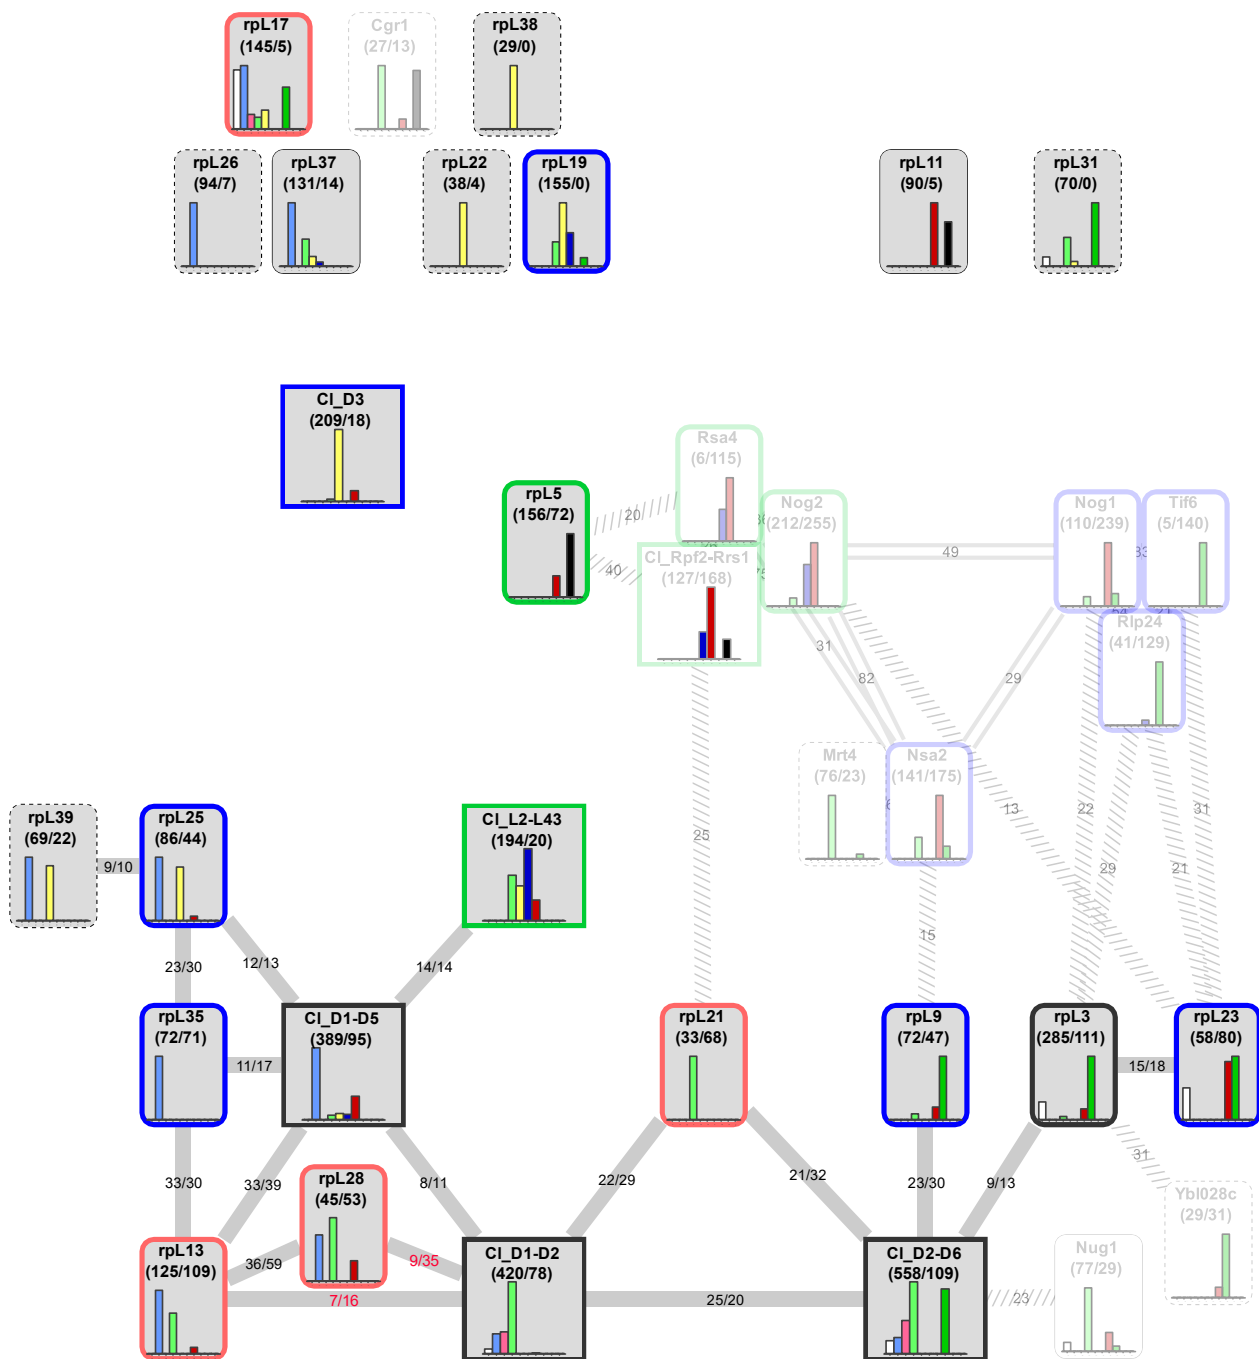 rpL17
(145/5)
Cgr1
(27/13)
rpL38
(29/0)
rpL26
(94/7)
rpL37
(131/14)
rpL22
(38/4)
rpL19
(155/0)
rpL11
(90/5)
rpL31
(70/0)
Cl_D3
(209/18)
Rsa4
(6/115)
rpL5
(156/72)
Nog2
(212/255)
Nog1
(110/239)
Tif6
(5/140)
20
49
40
Cl_Rpf2-Rrs1
(127/168)
Rlp24
(41/129)
31
82
29
Mrt4
(76/23)
Nsa2
(141/175)
rpL39
(69/22)
rpL25
(86/44)
Cl_L2-L43
(194/20)
25
13
22
31
9/10
29
21
15
23/30
12/13
14/14
rpL35
(72/71)
Cl_D1-D5
(389/95)
rpL21
(33/68)
rpL9
(72/47)
rpL3
(285/111)
rpL23
(58/80)
11/17
15/18
33/30
33/39
8/11
22/29
21/32
23/30
9/13
31
rpL28
(45/53)
Ybl028c
(29/31)
rpL13
(125/109)
36/59
9/35
Cl_D1-D2
(420/78)
Cl_D2-D6
(558/109)
Nug1
(77/29)
7/16
25/20
23